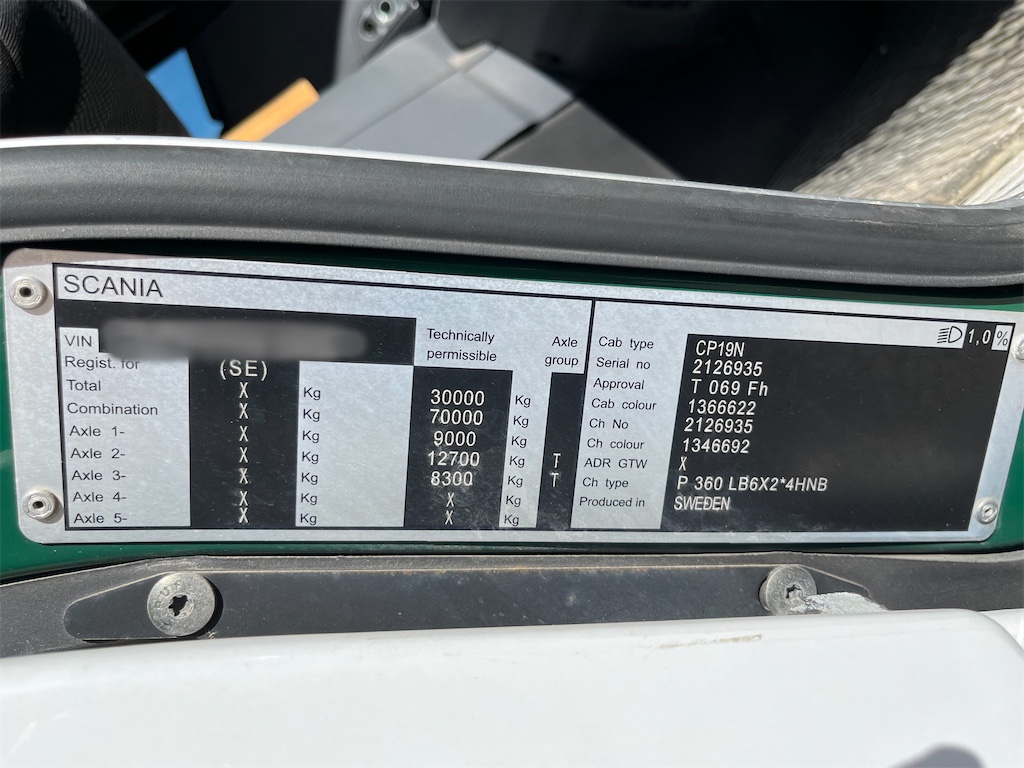 SCANIA
VIN
Regist. for (SE)
Technically permissible
Axle group
Total X Kg 30000 Kg
Combination X Kg 70000 Kg
Axle 1- X Kg 9000 Kg
Axle 2- X Kg 12700 Kg T
Axle 3- X Kg 8300 Kg T
Axle 4- X Kg X Kg
Axle 5- X Kg X Kg
1,0 %
Cab type CP19N
Serial no 2126935
Approval T 069 Fh
Cab colour 1366622
Ch No 2126935
Ch colour 1346692
ADR GTW X
Ch type P 360 LB6X2*4HNB
Produced in SWEDEN